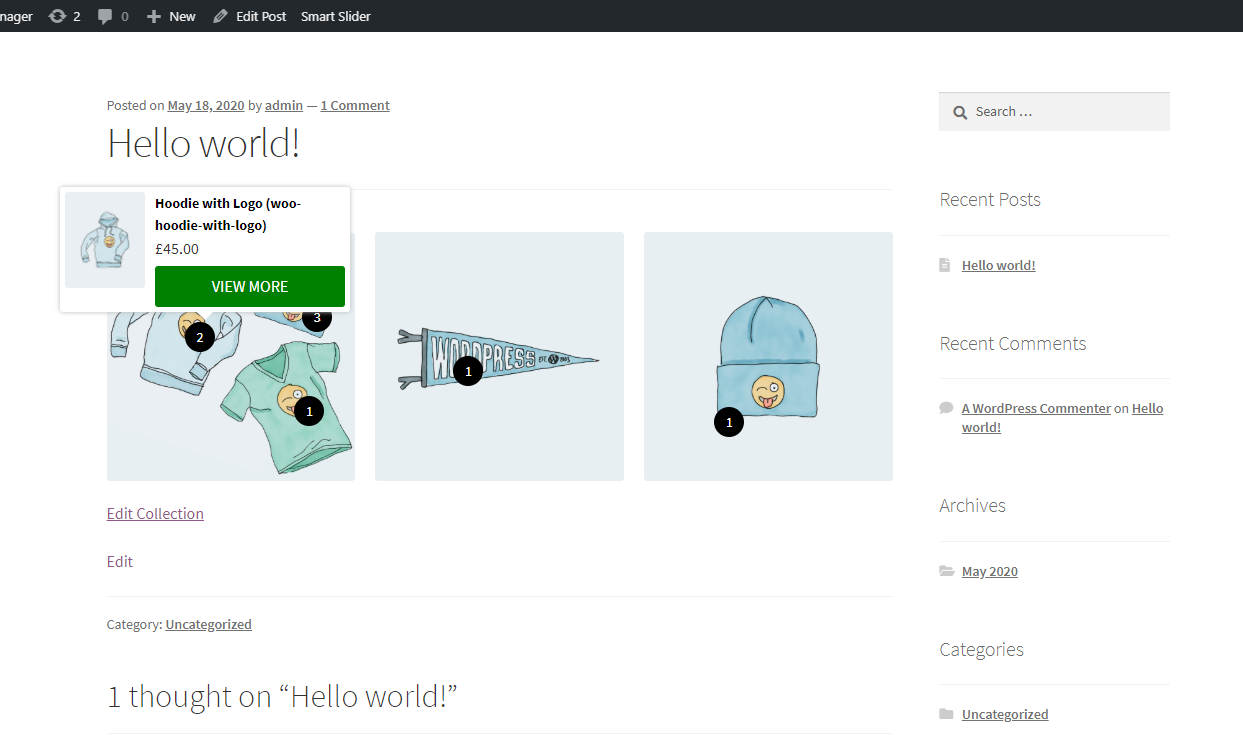 nager 2 0 New Edit Post Smart Slider
Posted on May 18, 2020 by admin — 1 Comment
Hello world!
Hoodie with Logo (woo-
hoodie-with-logo)
£45.00
VIEW MORE
3
2
1
WORDPRESS
1
1
Edit Collection
Edit
Category: Uncategorized
1 thought on “Hello world!”
Search …
Recent Posts
Hello world!
Recent Comments
A WordPress Commenter on Hello
world!
Archives
May 2020
Categories
Uncategorized